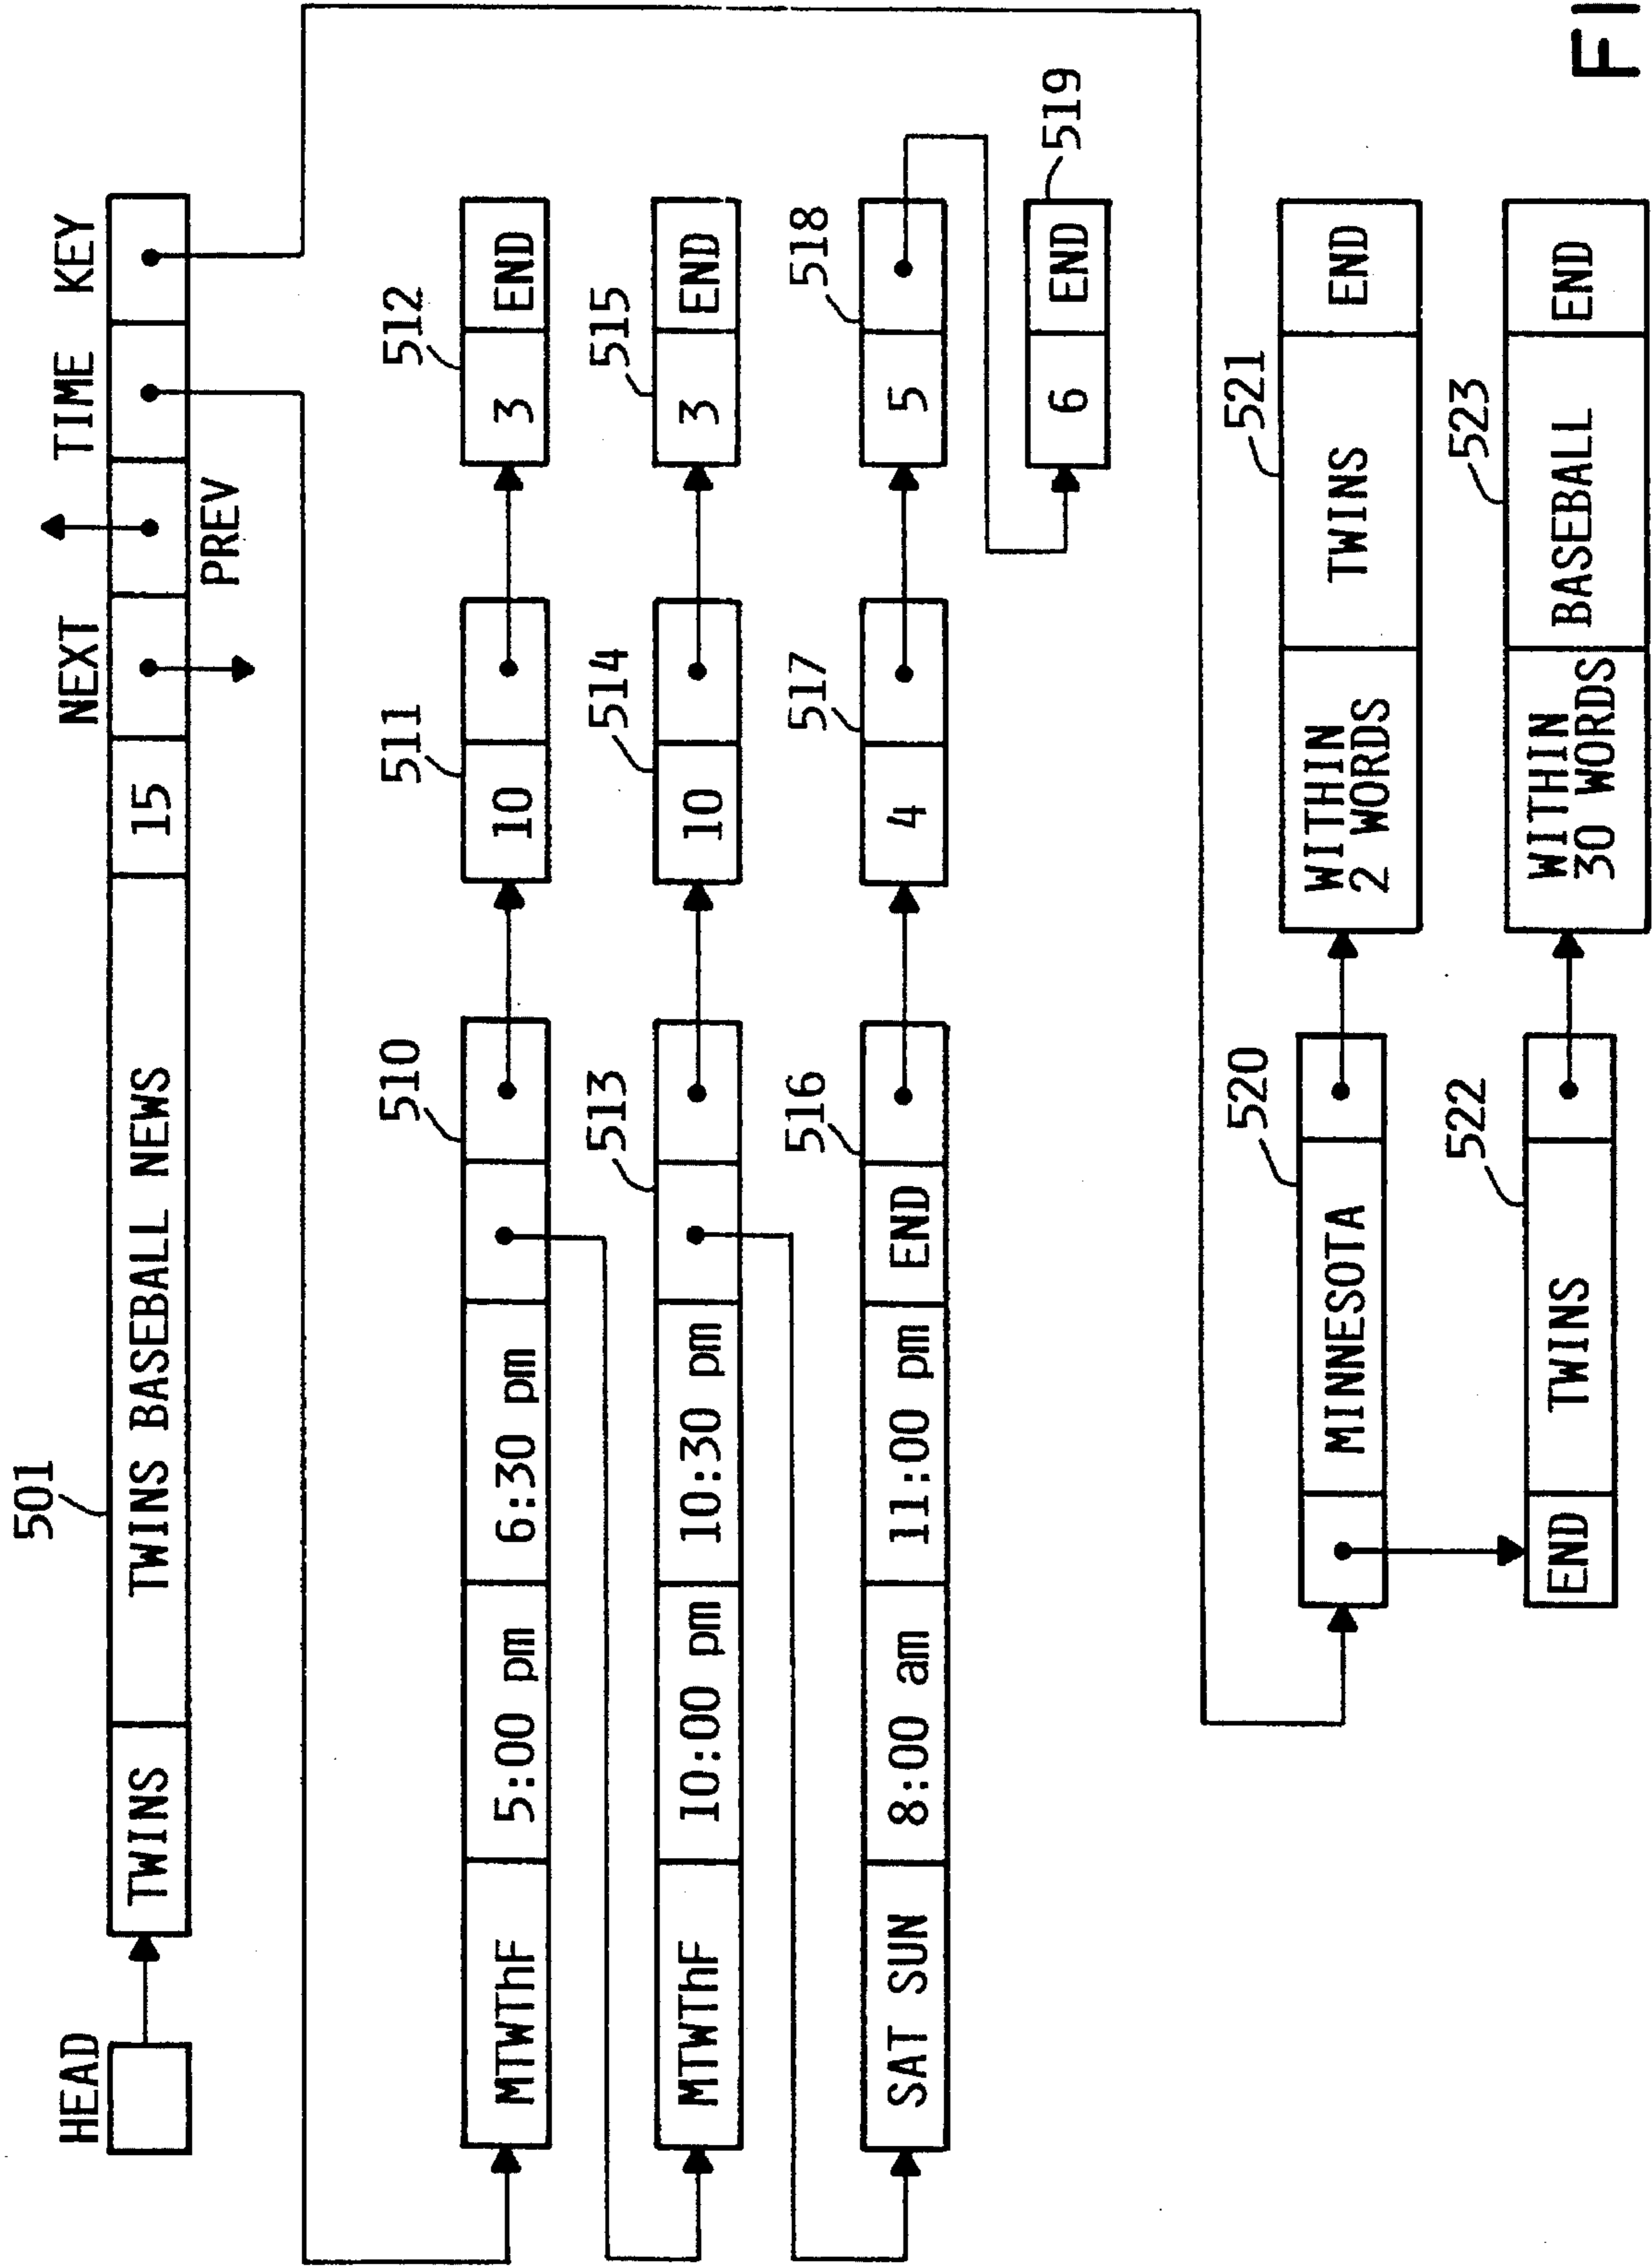 501
HEAD
TWINS
TWINS BASEBALL NEWS
15
NEXT
PREV
TIME
KEY
510
511
512
MTWThF
5:00 pm
6:30 pm
10
3
END
513
514
515
MTWThF
10:00 pm
10:30 pm
10
3
END
516
517
518
SAT SUN
8:00 am
11:00 pm
END
4
5
519
6
END
520
521
MINNESOTA
WITHIN
2 WORDS
TWINS
END
522
523
END
TWINS
WITHIN
30 WORDS
BASEBALL
END